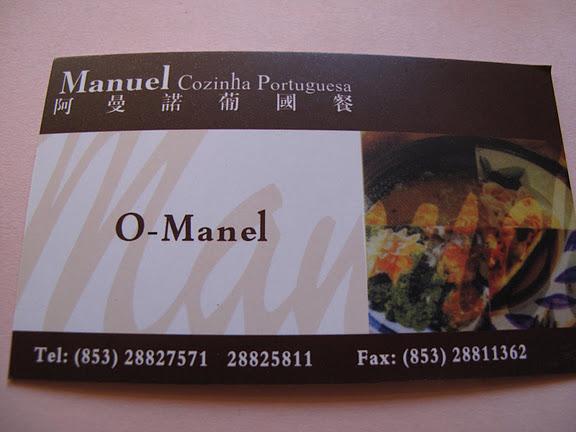 Manuel Cozinha Portuguesa
阿曼諾葡國餐
O-Manel
Tel: (853) 28827571 28825811 Fax: (853) 28811362